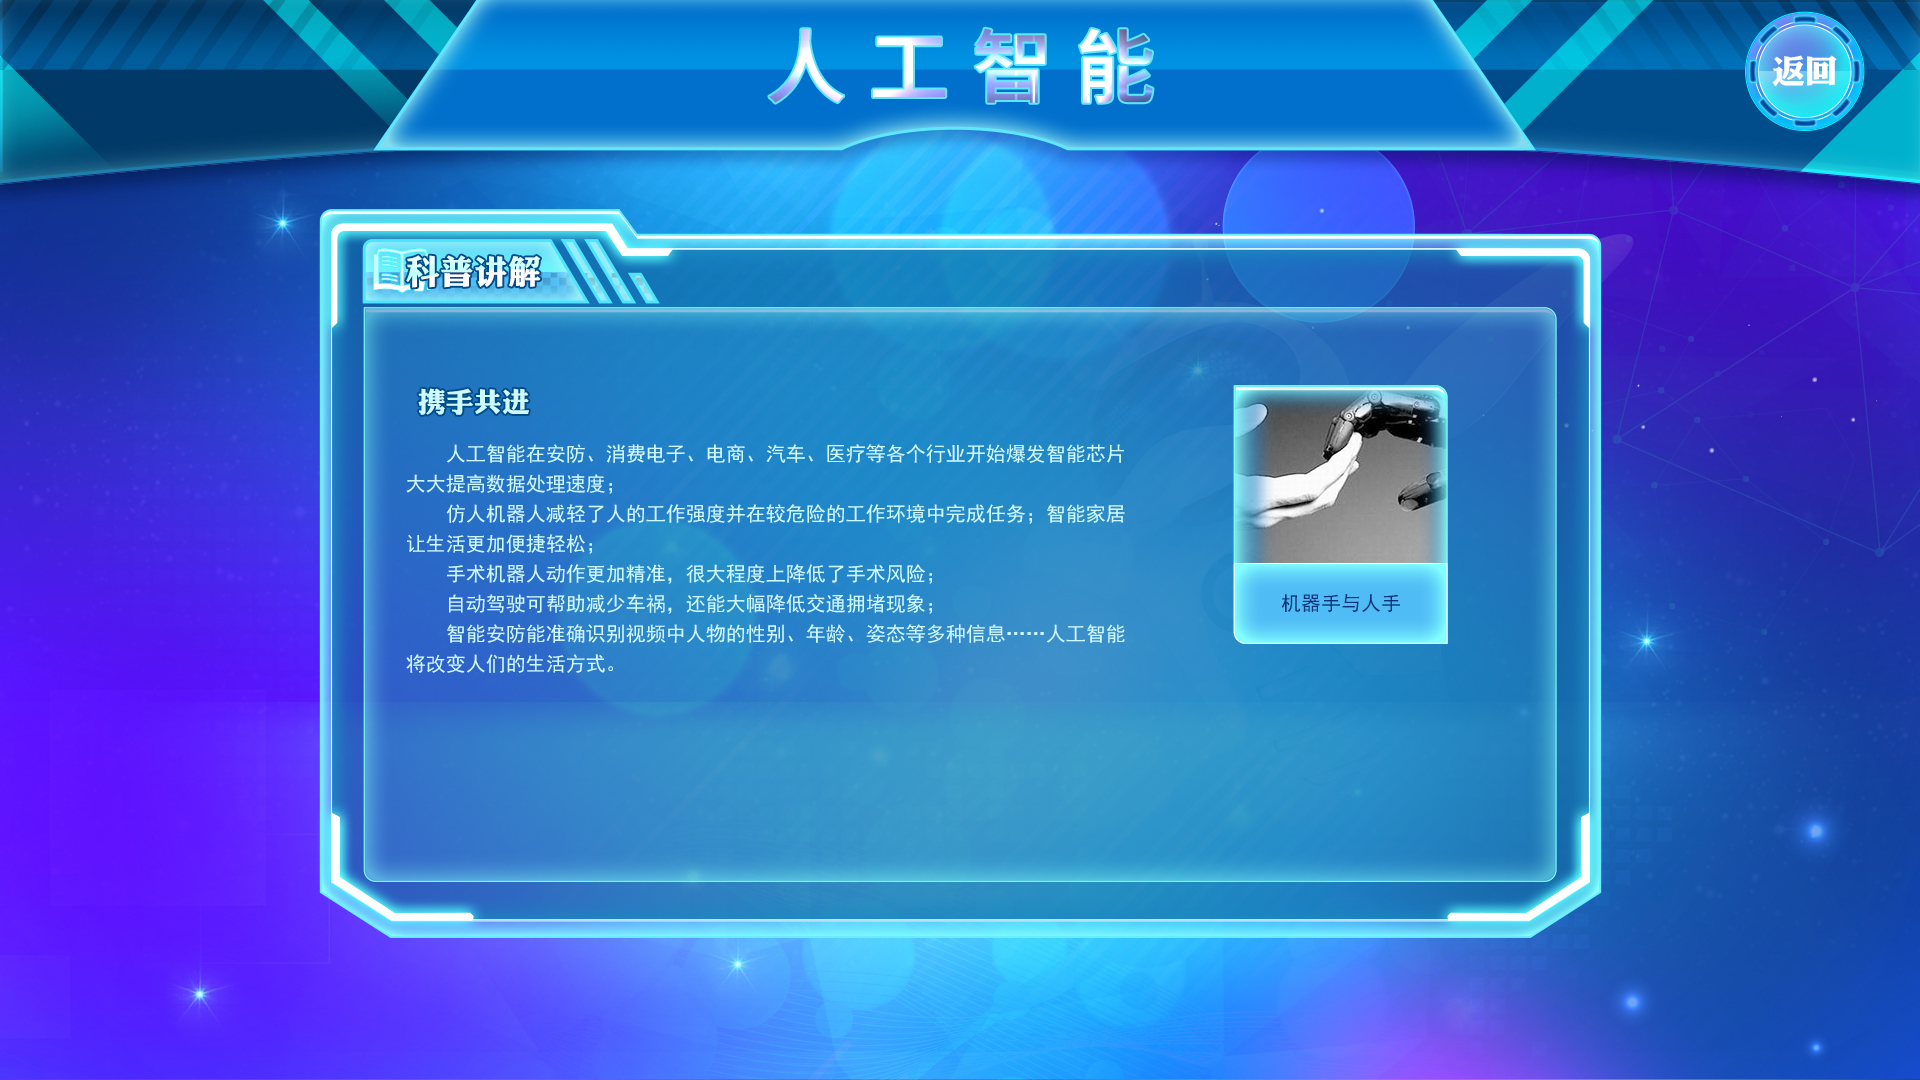 人工智能
返回
科普讲解
携手共进
人工智能在安防、消费电子、电商、汽车、医疗等各个行业开始爆发智能芯片
大大提高数据处理速度；
仿人机器人减轻了人的工作强度并在较危险的工作环境中完成任务；智能家居
让生活更加便捷轻松；
手术机器人动作更加精准，很大程度上降低了手术风险；
自动驾驶可帮助减少车祸，还能大幅降低交通拥堵现象；
智能安防能准确识别视频中人物的性别、年龄、姿态等多种信息……人工智能
将改变人们的生活方式。
机器手与人手